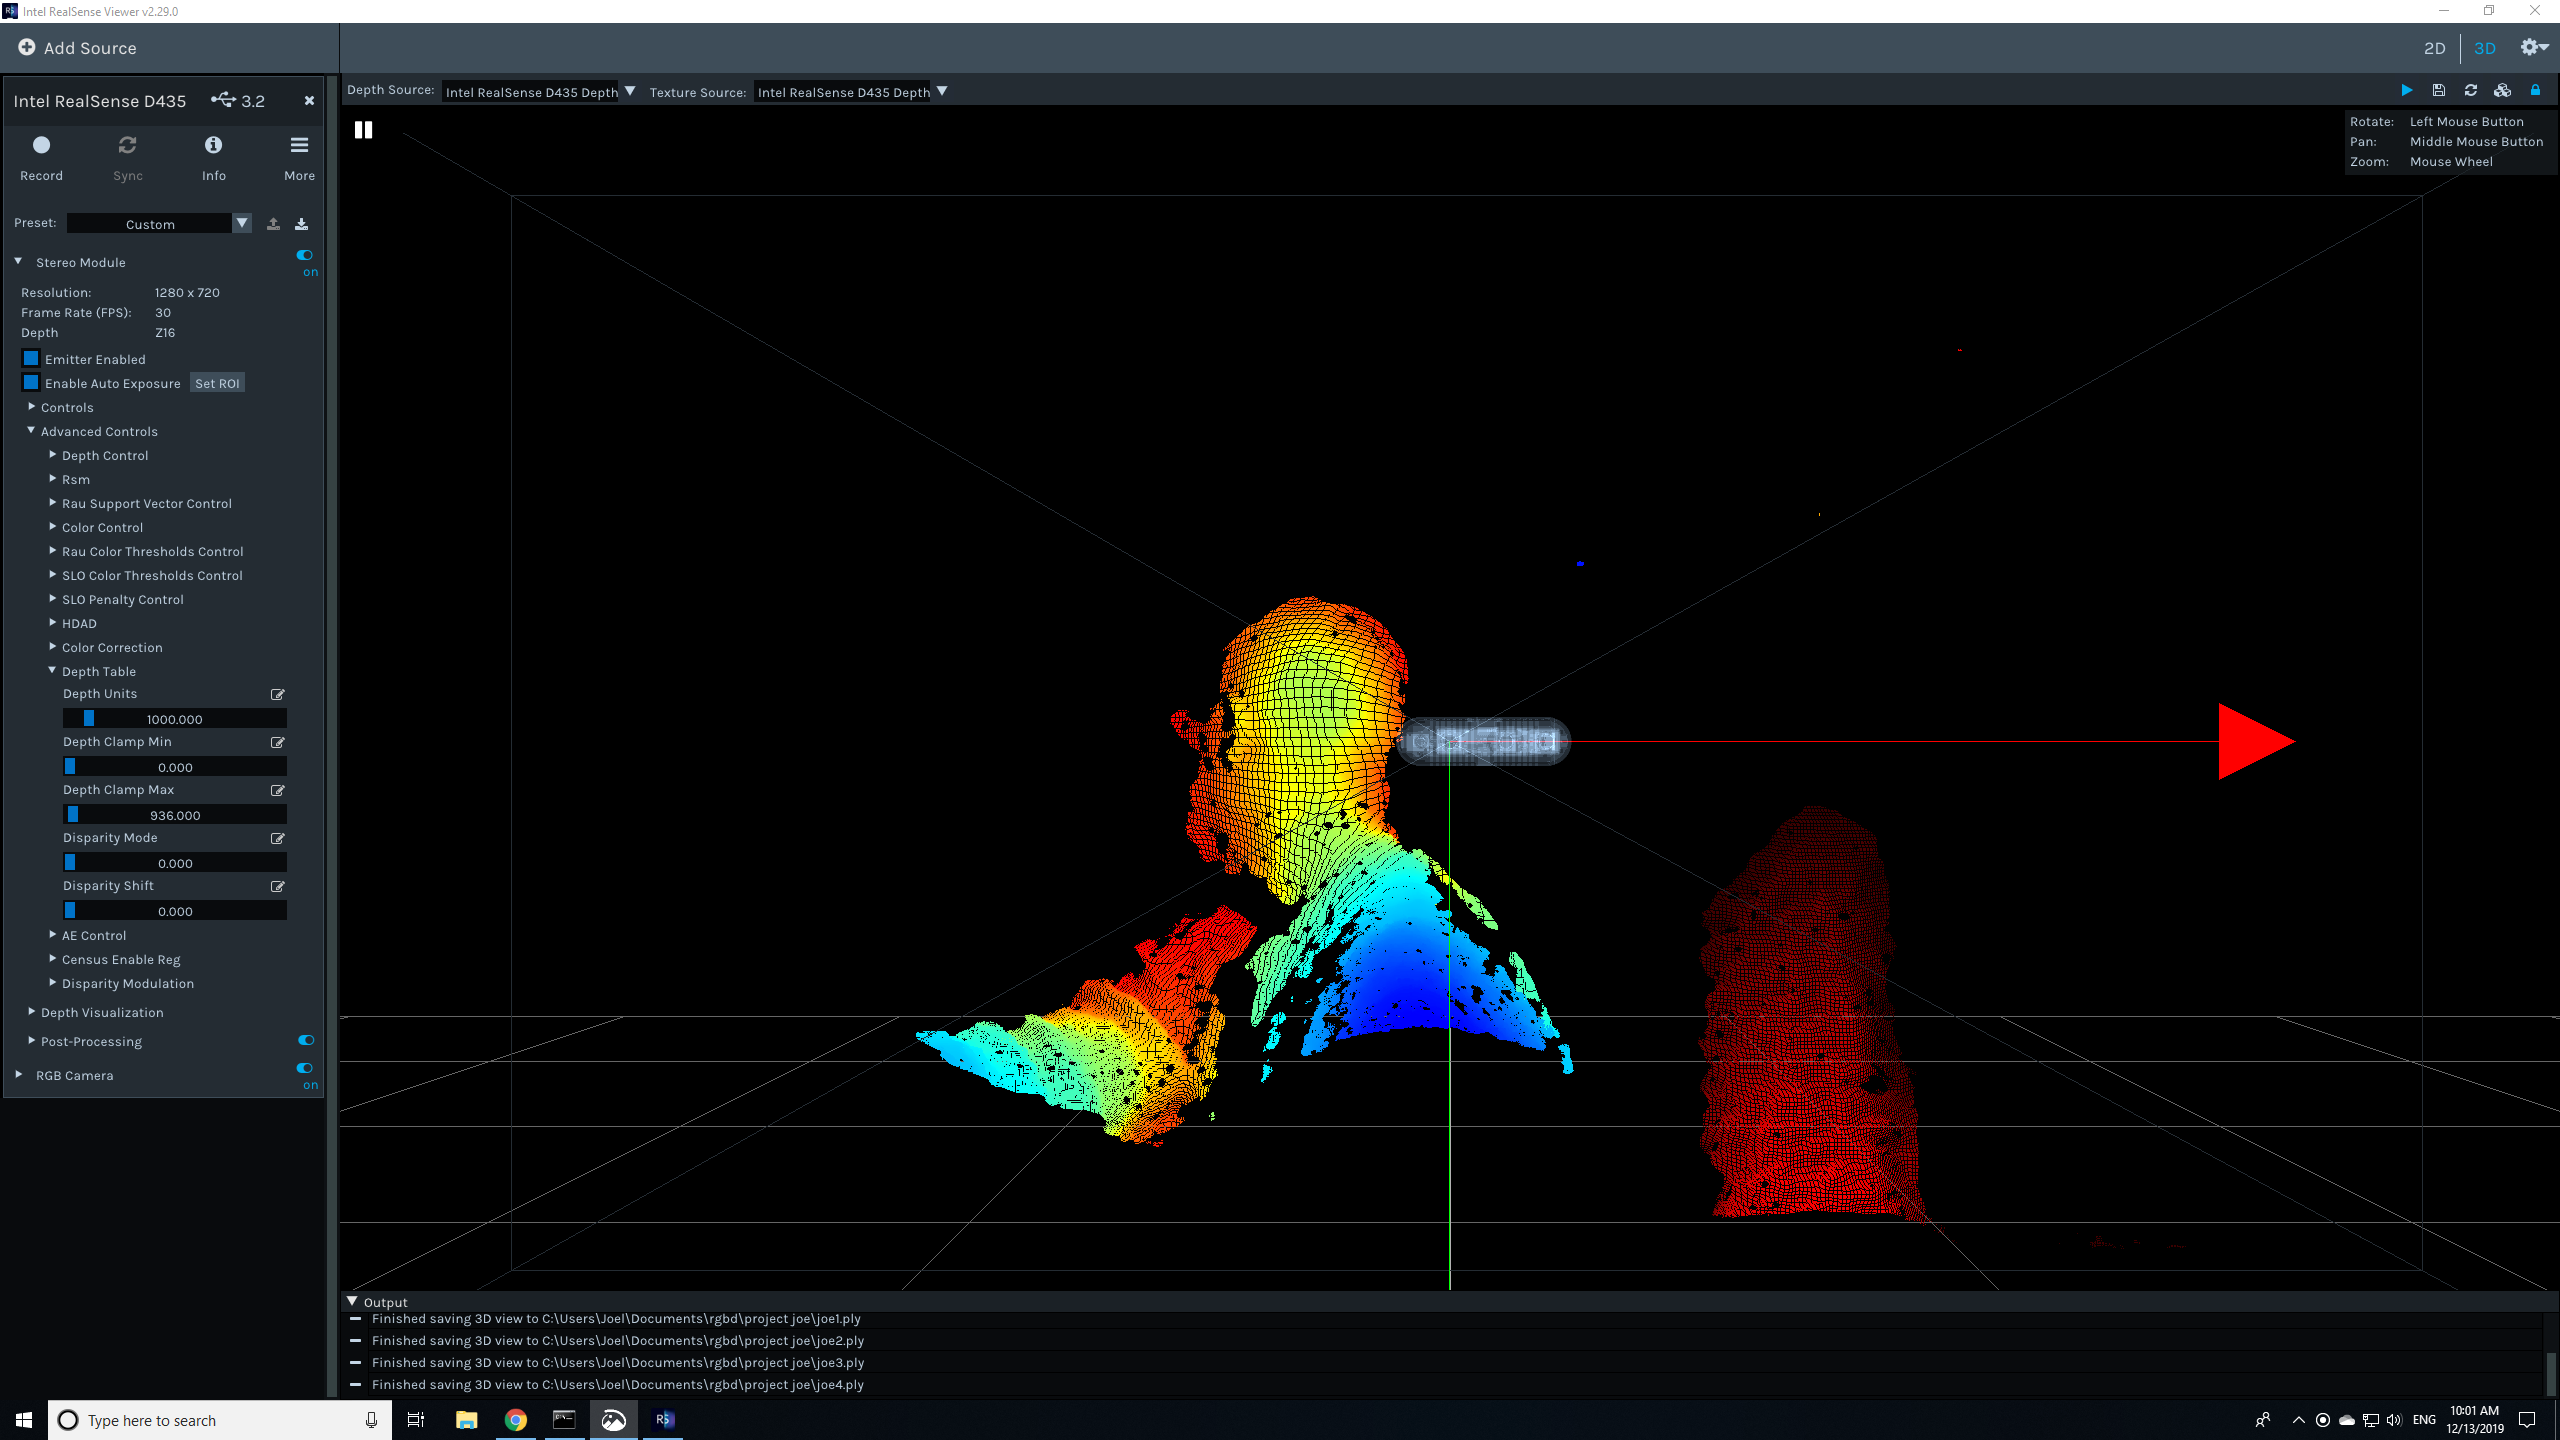 Intel RealSense Viewer v2.29.0
Add Source
2D
3D
Intel RealSense D435
3.2
Depth Source:
Intel RealSense D435 Depth
Texture Source:
Intel RealSense D435 Depth
Rotate: Left Mouse Button
Pan: Middle Mouse Button
Zoom: Mouse Wheel
Record
Sync
Info
More
Preset:
Custom
Stereo Module
on
Resolution: 1280 x 720
Frame Rate (FPS): 30
Depth Z16
Emitter Enabled
Enable Auto Exposure
Set ROI
Controls
Advanced Controls
Depth Control
Rsm
Rau Support Vector Control
Color Control
Rau Color Thresholds Control
SLO Color Thresholds Control
SLO Penalty Control
HDAD
Color Correction
Depth Table
Depth Units
1000.000
Depth Clamp Min
0.000
Depth Clamp Max
936.000
Disparity Mode
0.000
Disparity Shift
0.000
AE Control
Census Enable Reg
Disparity Modulation
Depth Visualization
Post-Processing
RGB Camera
on
Output
Finished saving 3D view to C:\Users\Joel\Documents\rgbd\project joe\joe1.ply
Finished saving 3D view to C:\Users\Joel\Documents\rgbd\project joe\joe2.ply
Finished saving 3D view to C:\Users\Joel\Documents\rgbd\project joe\joe3.ply
Finished saving 3D view to C:\Users\Joel\Documents\rgbd\project joe\joe4.ply
Type here to search
RS
ENG
10:01 AM
12/13/2019